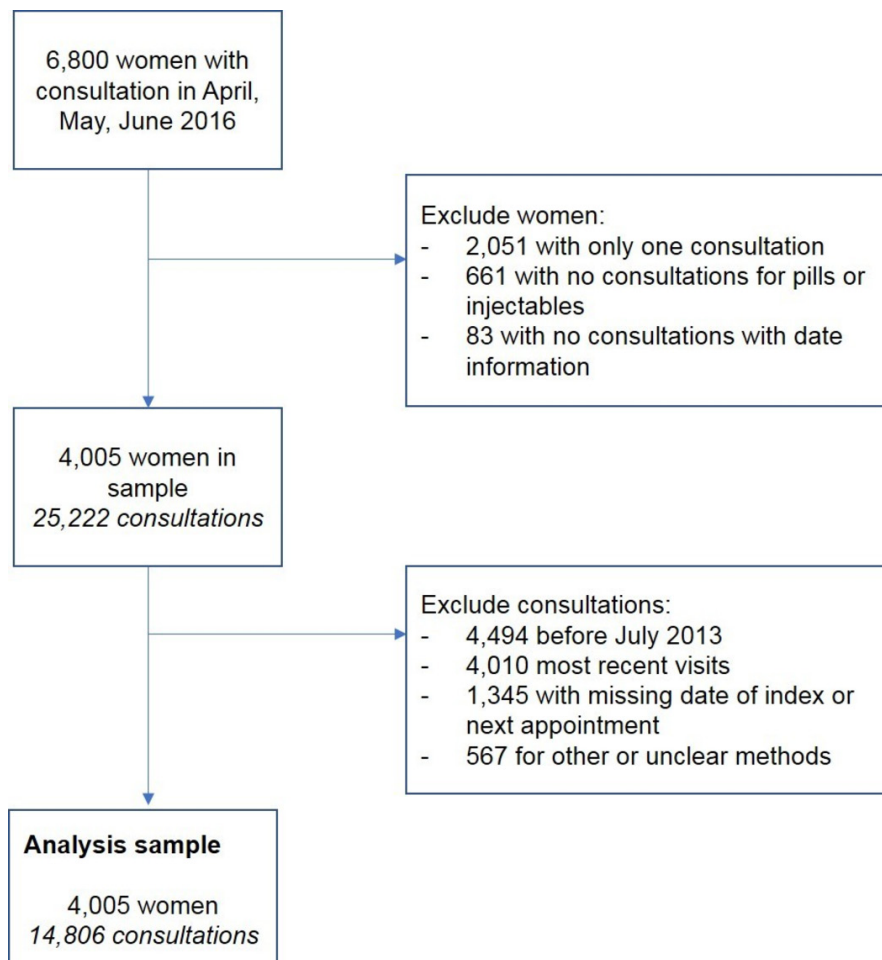 6,800 women with
consultation in April,
May, June 2016
Exclude women:
- 2,051 with only one consultation
- 661 with no consultations for pills or
injectables
- 83 with no consultations with date
information
4,005 women in
sample
25,222 consultations
Exclude consultations:
- 4,494 before July 2013
- 4,010 most recent visits
- 1,345 with missing date of index or
next appointment
- 567 for other or unclear methods
Analysis sample
4,005 women
14,806 consultations